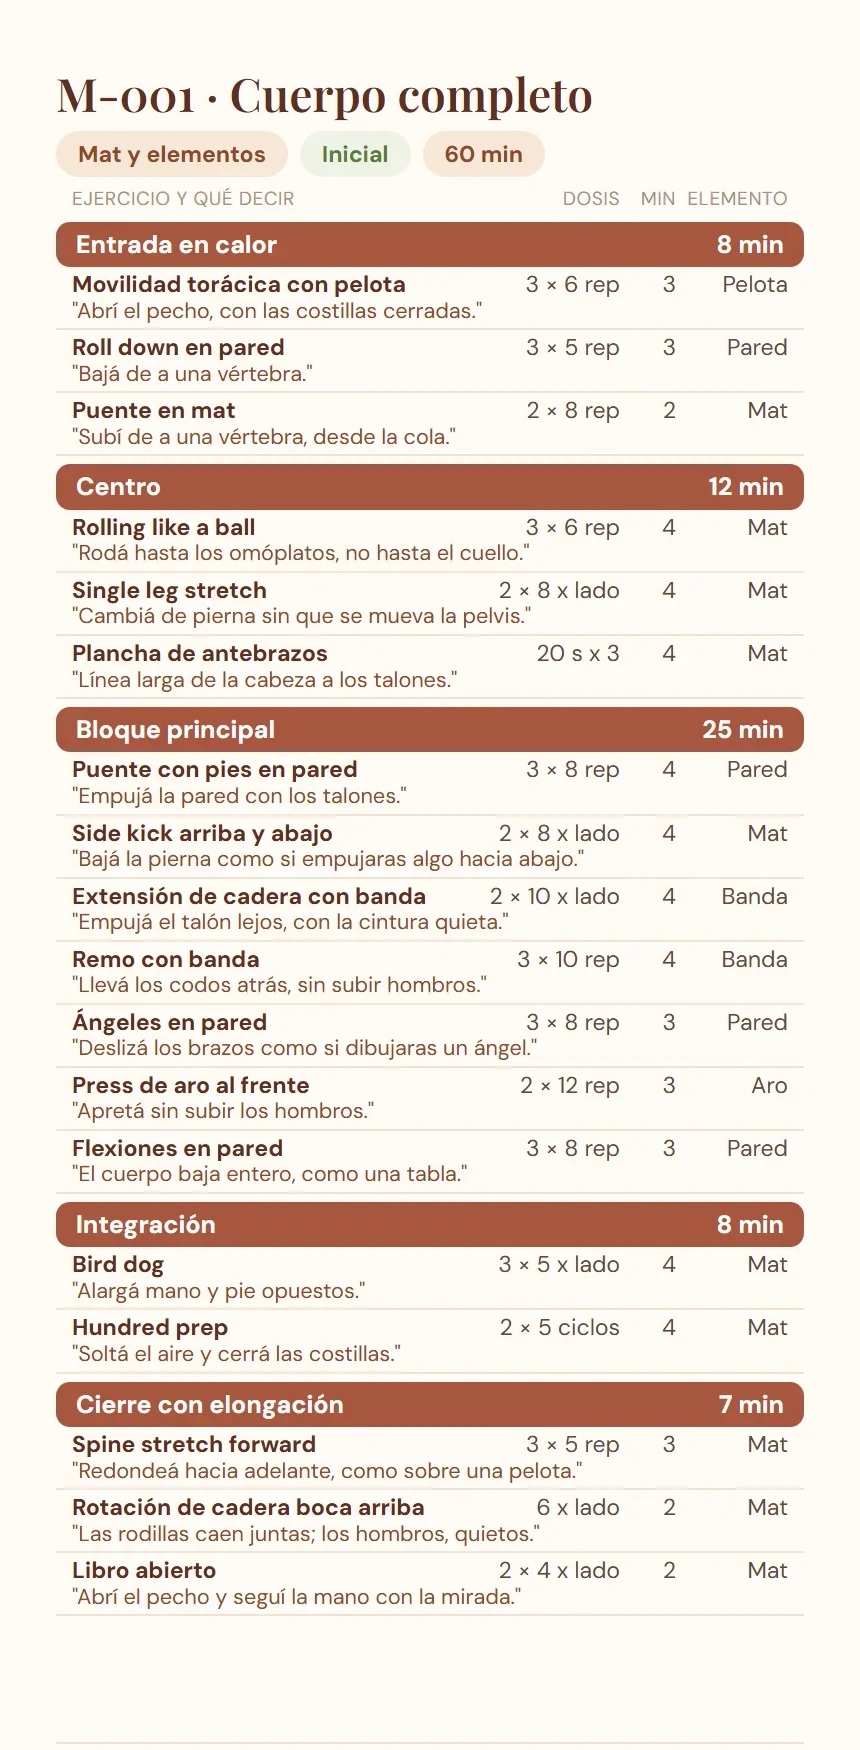 M-001 · Cuerpo completo
Mat y elementos Inicial 60 min
EJERCICIO Y QUÉ DECIR DOSIS MIN ELEMENTO
Entrada en calor 8 min
Movilidad torácica con pelota 3 × 6 rep 3 Pelota
"Abrí el pecho, con las costillas cerradas."
Roll down en pared 3 × 5 rep 3 Pared
"Bajá de a una vértebra."
Puente en mat 2 × 8 rep 2 Mat
"Subí de a una vértebra, desde la cola."
Centro 12 min
Rolling like a ball 3 × 6 rep 4 Mat
"Rodá hasta los omóplatos, no hasta el cuello."
Single leg stretch 2 × 8 x lado 4 Mat
"Cambiá de pierna sin que se mueva la pelvis."
Plancha de antebrazos 20 s x 3 4 Mat
"Línea larga de la cabeza a los talones."
Bloque principal 25 min
Puente con pies en pared 3 × 8 rep 4 Pared
"Empujá la pared con los talones."
Side kick arriba y abajo 2 × 8 x lado 4 Mat
"Bajá la pierna como si empujaras algo hacia abajo."
Extensión de cadera con banda 2 × 10 x lado 4 Banda
"Empujá el talón lejos, con la cintura quieta."
Remo con banda 3 × 10 rep 4 Banda
"Llevá los codos atrás, sin subir hombros."
Ángeles en pared 3 × 8 rep 3 Pared
"Deslizá los brazos como si dibujaras un ángel."
Press de aro al frente 2 × 12 rep 3 Aro
"Apretá sin subir los hombros."
Flexiones en pared 3 × 8 rep 3 Pared
"El cuerpo baja entero, como una tabla."
Integración 8 min
Bird dog 3 × 5 x lado 4 Mat
"Alargá mano y pie opuestos."
Hundred prep 2 × 5 ciclos 4 Mat
"Soltá el aire y cerrá las costillas."
Cierre con elongación 7 min
Spine stretch forward 3 × 5 rep 3 Mat
"Redondeá hacia adelante, como sobre una pelota."
Rotación de cadera boca arriba 6 x lado 2 Mat
"Las rodillas caen juntas; los hombros, quietos."
Libro abierto 2 × 4 x lado 2 Mat
"Abrí el pecho y seguí la mano con la mirada."